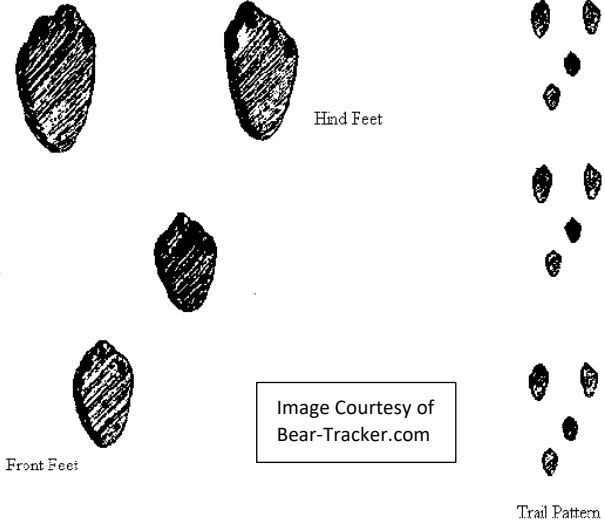 Hind Feet
Image Courtesy of
Bear-Tracker.com
Front Feet
Trail Pattern